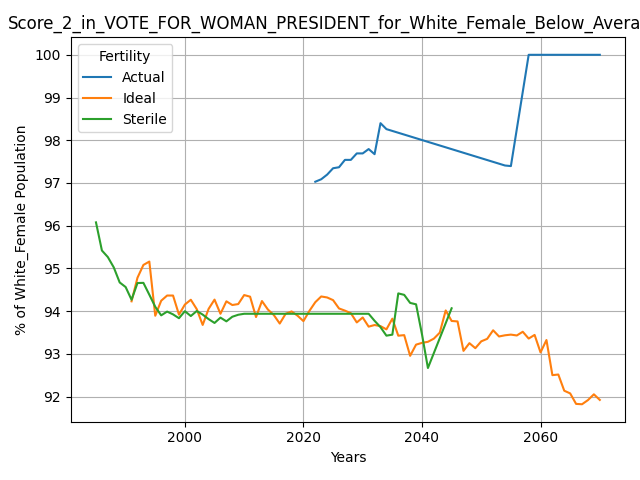 Score_2_in_VOTE_FOR_WOMAN_PRESIDENT_for_White_Female_Below_Avera
Fertility
Actual
Ideal
Sterile
100
99
98
97
96
95
94
93
92
% of White_Female Population
2000
2020
2040
2060
Years